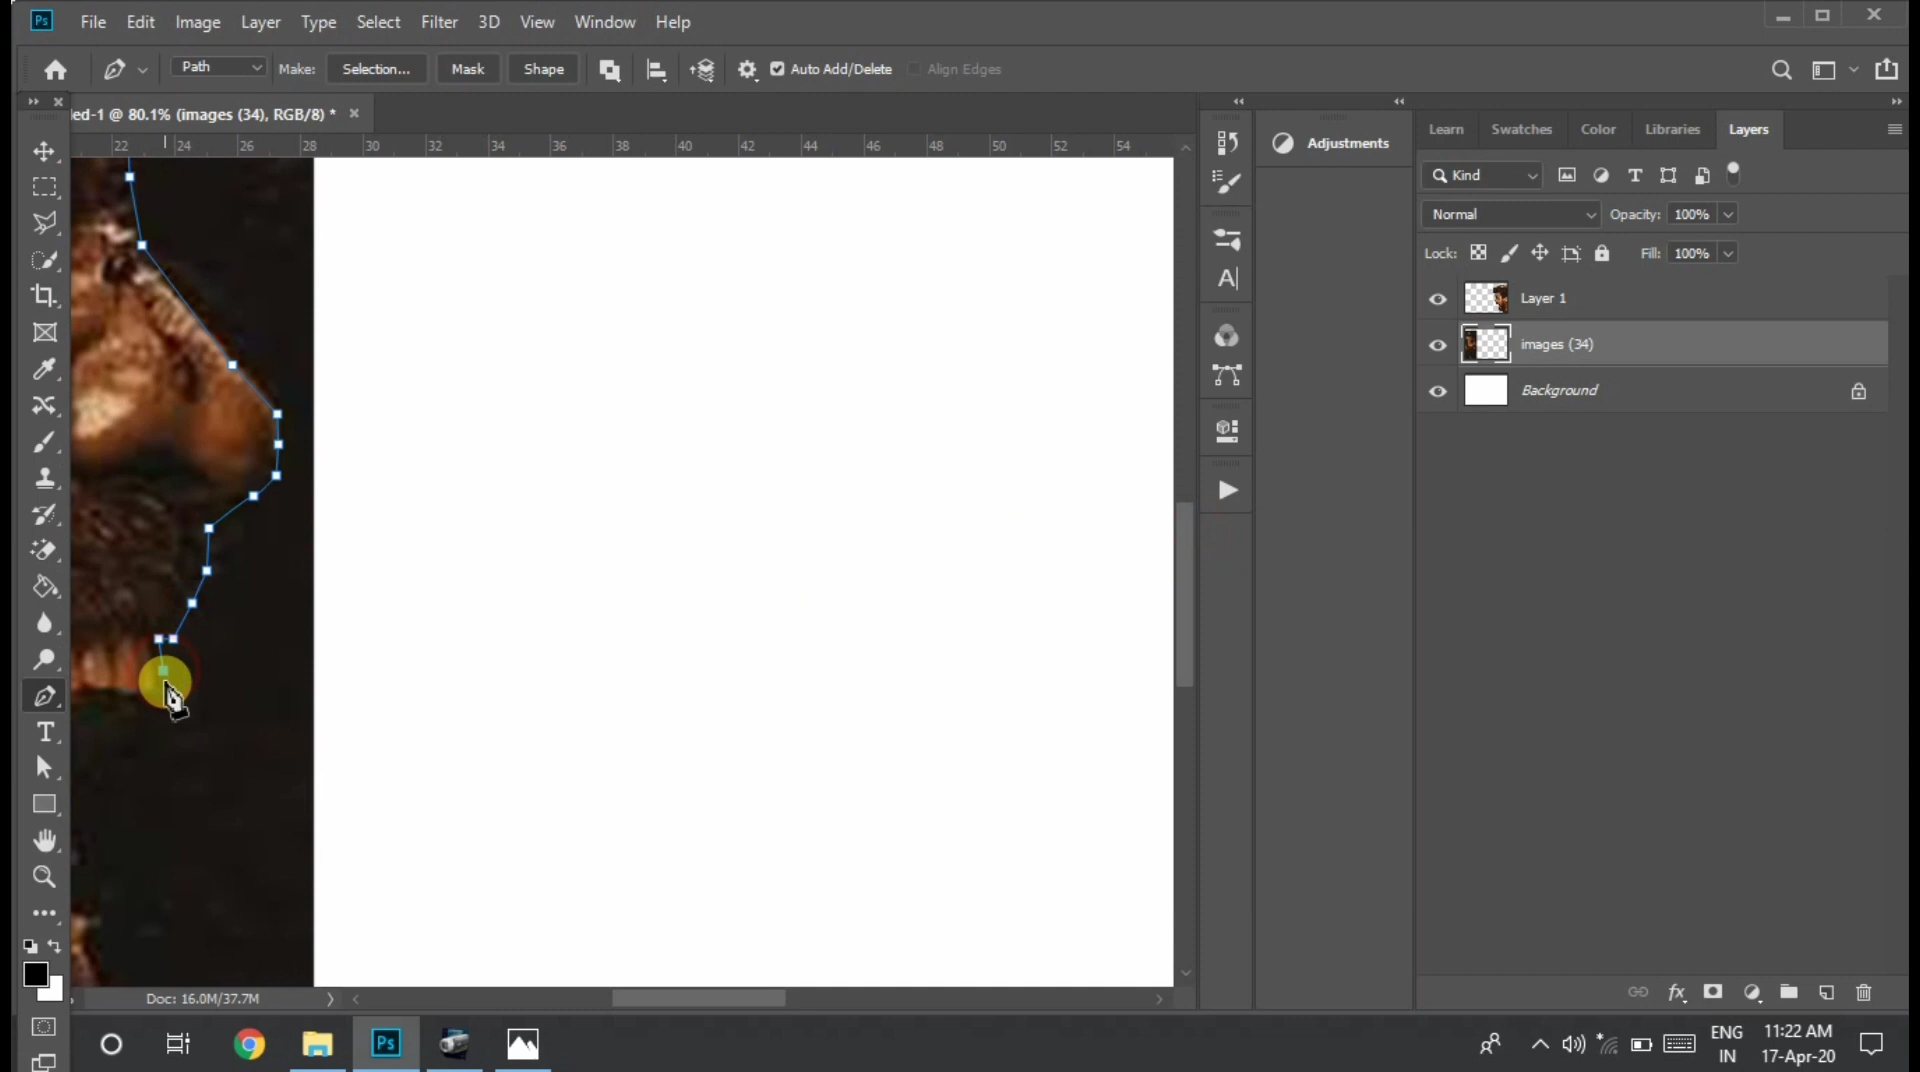 Ps File Edit Image Layer Type Select Filter 3D View Window Help
Path Make: Selection... Mask Shape Auto Add/Delete Align Edges
led-1 @ 80.1% (images (34), RGB/8) *
22 24 26 28 30 32 34 36 38 40 42 44 46 48 50 52 54
Adjustments
Learn Swatches Color Libraries Layers
Kind
Normal Opacity: 100%
Lock: Fill: 100%
Layer 1
images (34)
Background
Doc: 16.0M/37.7M
fx
Ps
ENG
IN
11:22 AM
17-Apr-20